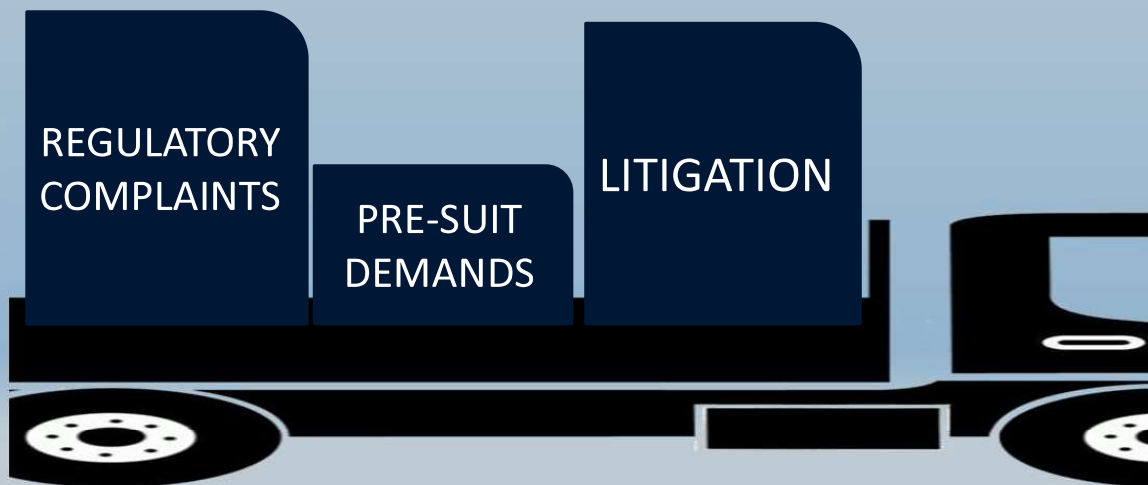 REGULATORY
COMPLAINTS
PRE-SUIT
DEMANDS
LITIGATION